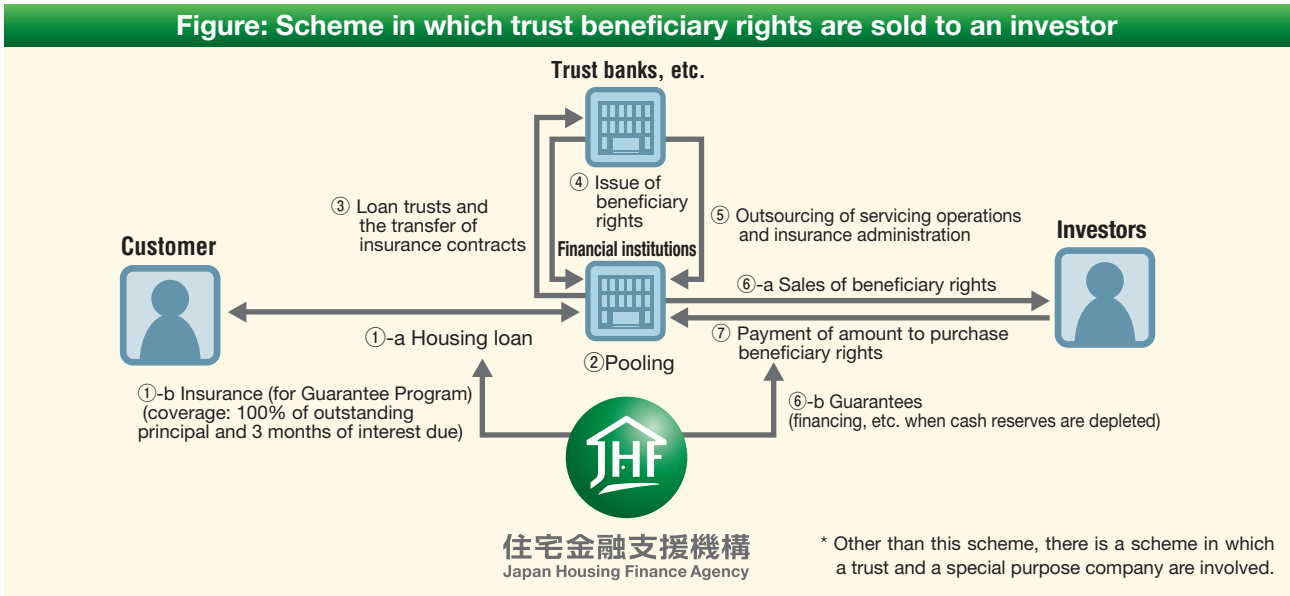 Figure: Scheme in which trust beneficiary rights are sold to an investor
Trust banks, etc.
④ Issue of
beneficiary
rights
③ Loan trusts and
the transfer of
insurance contracts
⑤ Outsourcing of servicing operations
and insurance administration
Customer
Financial institutions
Investors
⑥-a Sales of beneficiary rights
①-a Housing loan
②Pooling
⑦ Payment of amount to purchase
beneficiary rights
①-b Insurance (for Guarantee Program)
(coverage: 100% of outstanding
principal and 3 months of interest due)
⑥-b Guarantees
(financing, etc. when cash reserves are depleted)
JHF
住宅金融支援機構
Japan Housing Finance Agency
* Other than this scheme, there is a scheme in which
a trust and a special purpose company are involved.